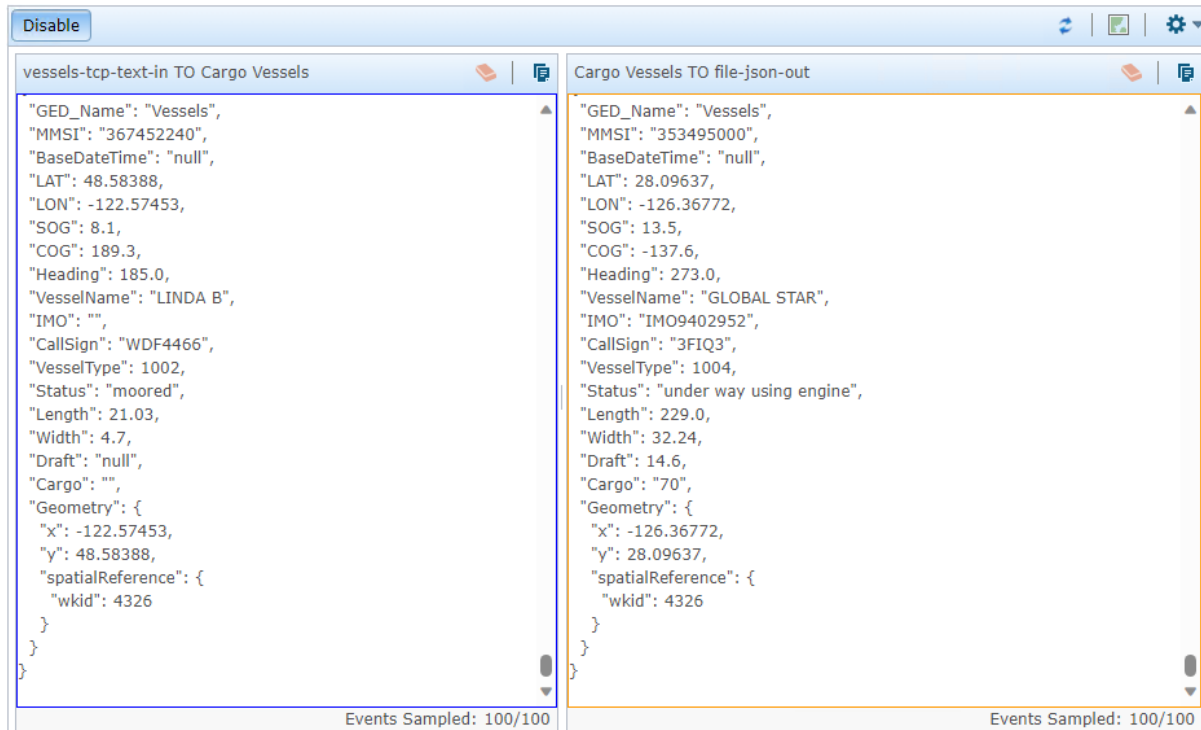 Disable
vessels-tcp-text-in TO Cargo Vessels
"GED_Name": "Vessels",
"MMSI": "367452240",
"BaseDateTime": "null",
"LAT": 48.58388,
"LON": -122.57453,
"SOG": 8.1,
"COG": 189.3,
"Heading": 185.0,
"VesselName": "LINDA B",
"IMO": "",
"CallSign": "WDF4466",
"VesselType": 1002,
"Status": "moored",
"Length": 21.03,
"Width": 4.7,
"Draft": "null",
"Cargo": "",
"Geometry": {
"x": -122.57453,
"y": 48.58388,
"spatialReference": {
"wkid": 4326
}
}
}
Events Sampled: 100/100
Cargo Vessels TO file-json-out
"GED_Name": "Vessels",
"MMSI": "353495000",
"BaseDateTime": "null",
"LAT": 28.09637,
"LON": -126.36772,
"SOG": 13.5,
"COG": -137.6,
"Heading": 273.0,
"VesselName": "GLOBAL STAR",
"IMO": "IMO9402952",
"CallSign": "3FIQ3",
"VesselType": 1004,
"Status": "under way using engine",
"Length": 229.0,
"Width": 32.24,
"Draft": 14.6,
"Cargo": "70",
"Geometry": {
"x": -126.36772,
"y": 28.09637,
"spatialReference": {
"wkid": 4326
}
}
}
Events Sampled: 100/100